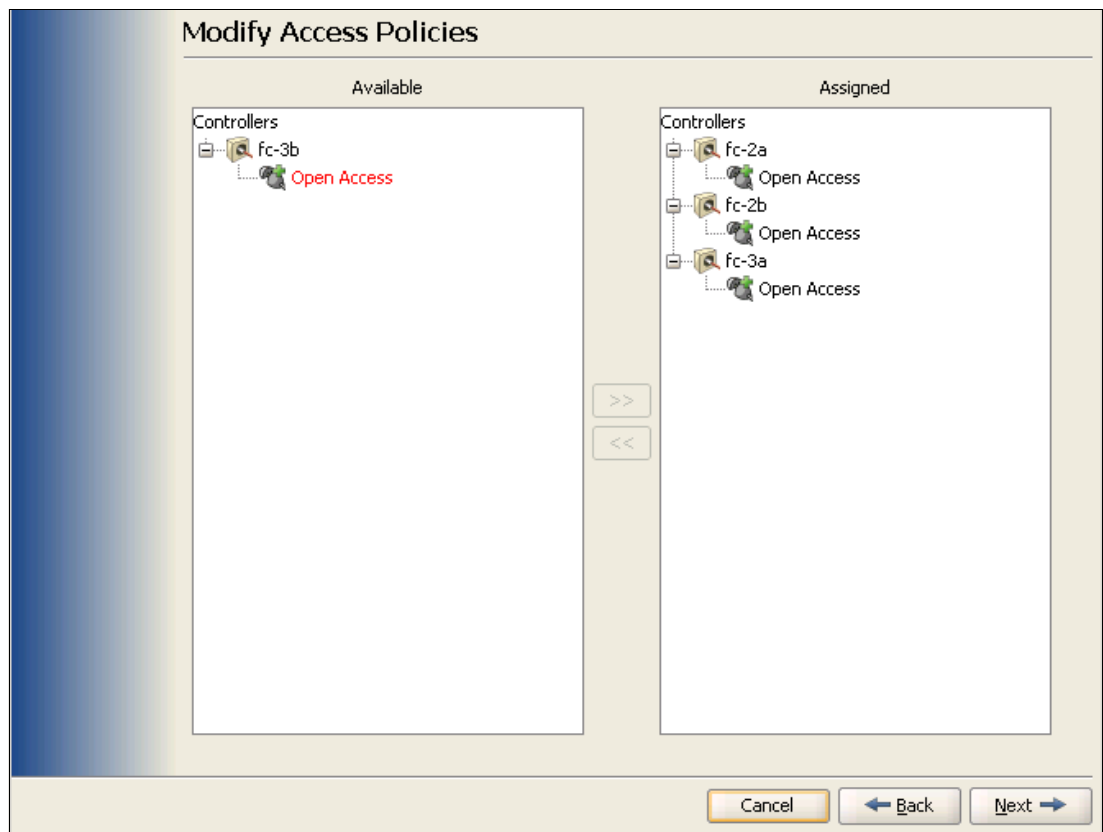 Modify Access Policies
Available
Controllers
fc-3b
Open Access
>>
<<
Assigned
Controllers
fc-2a
Open Access
fc-2b
Open Access
fc-3a
Open Access
Cancel
Back
Next